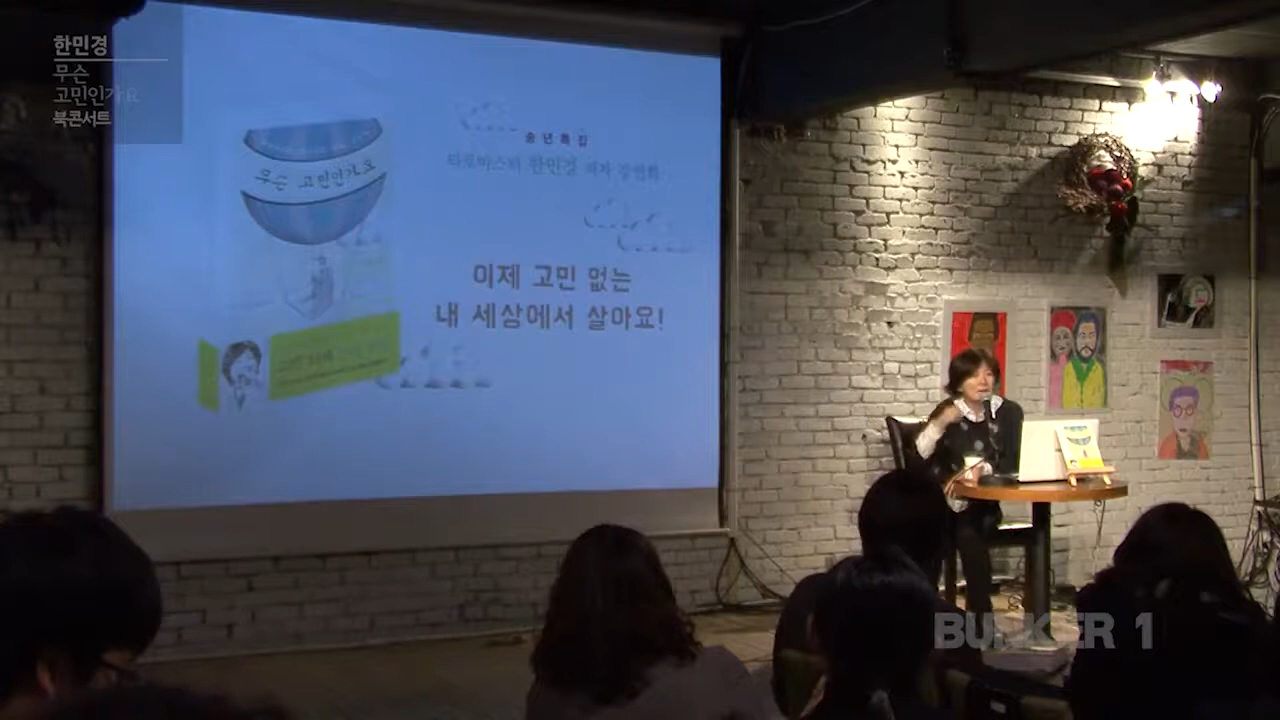 한민경
무슨
고민인가요
북콘서트
송년특집
타로마스터 한민경 저자 강연회
무슨 고민인가요
이제 고민 없는
내 세상에서 살아요!
BUNKER 1